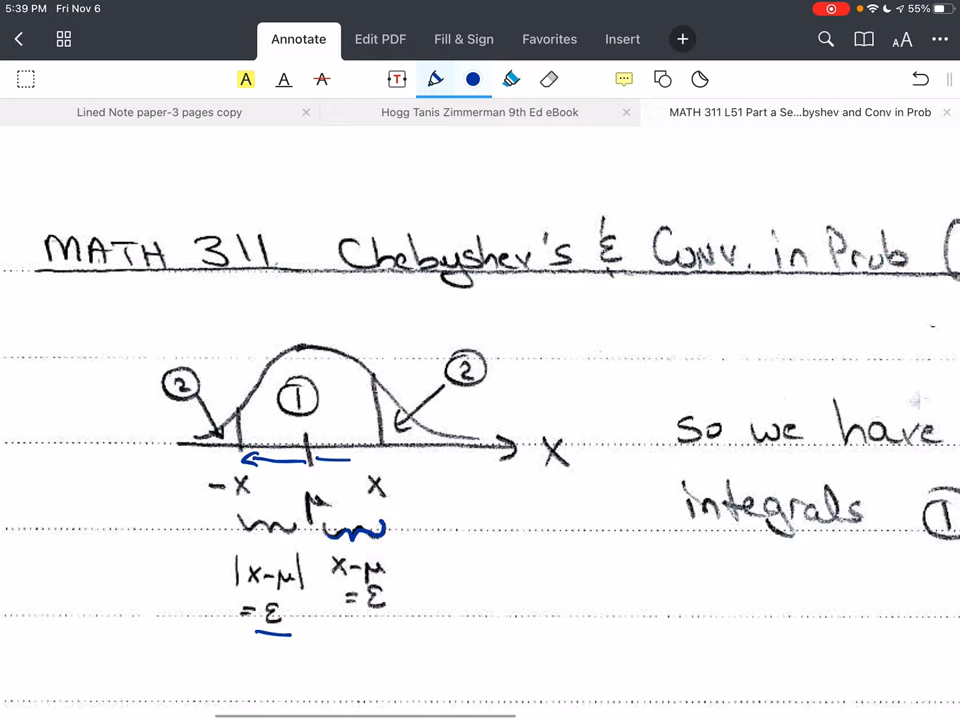 5:39 PM Fri Nov 6 55%
Annotate Edit PDF Fill & Sign Favorites Insert
Lined Note paper-3 pages copy Hogg Tanis Zimmerman 9th Ed eBook MATH 311 L51 Part a Se...byshev and Conv in Prob
MATH 311 Chebyshev's & Conv. in Prob (
② ① ②
X
-x μ x
so we have
integrals ①
|x-μ| x-μ
= ε = ε